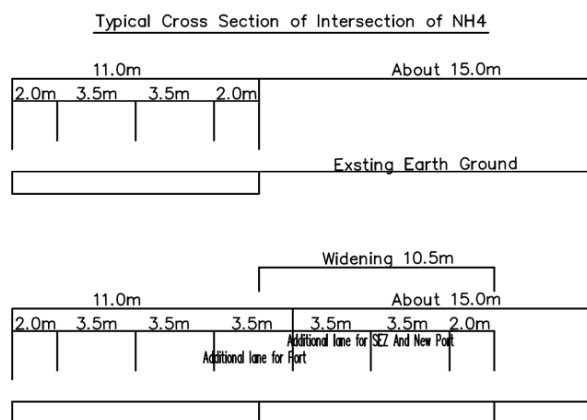 Typical Cross Section of Intersection of NH4
11.0m About 15.0m
2.0m 3.5m 3.5m 2.0m
Exsting Earth Ground
Widening 10.5m
11.0m About 15.0m
2.0m 3.5m 3.5m 3.5m 3.5m 3.5m 2.0m
Additional lane for SEZ And New Port
Additional lane for Port